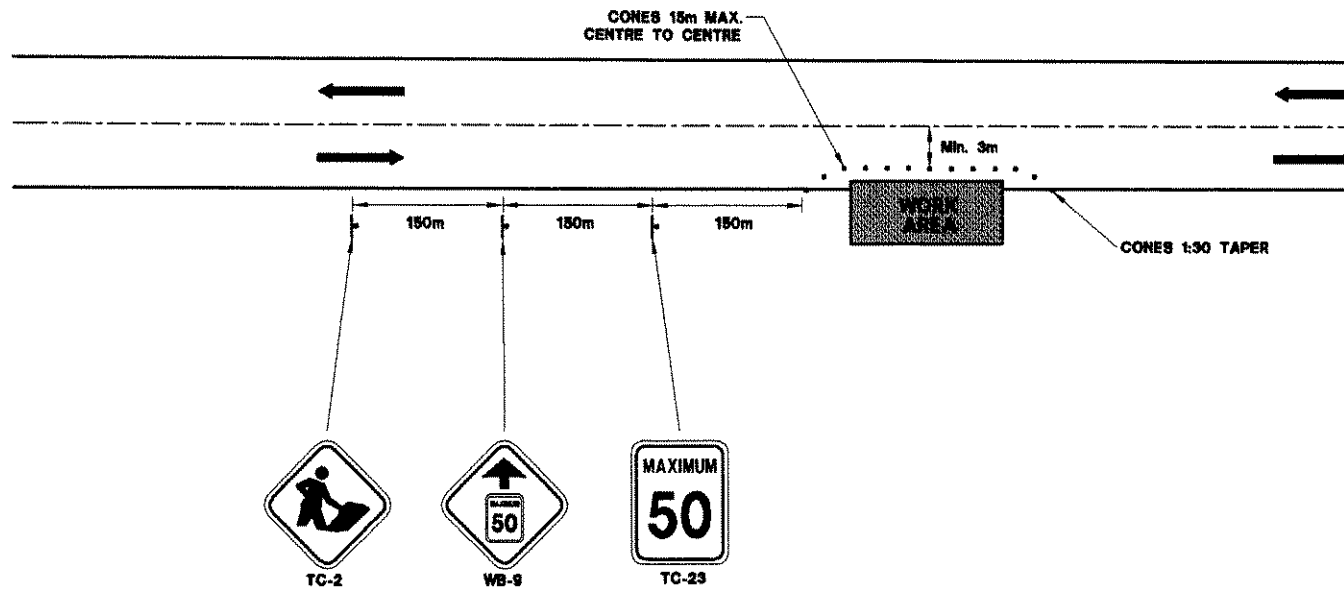 CONES 15m MAX.
CENTRE TO CENTRE
Min. 3m
150m
150m
150m
WORK
AREA
CONES 1:30 TAPER
MAXIMUM
50
MAXIMUM
50
TC-2
WB-9
TC-23